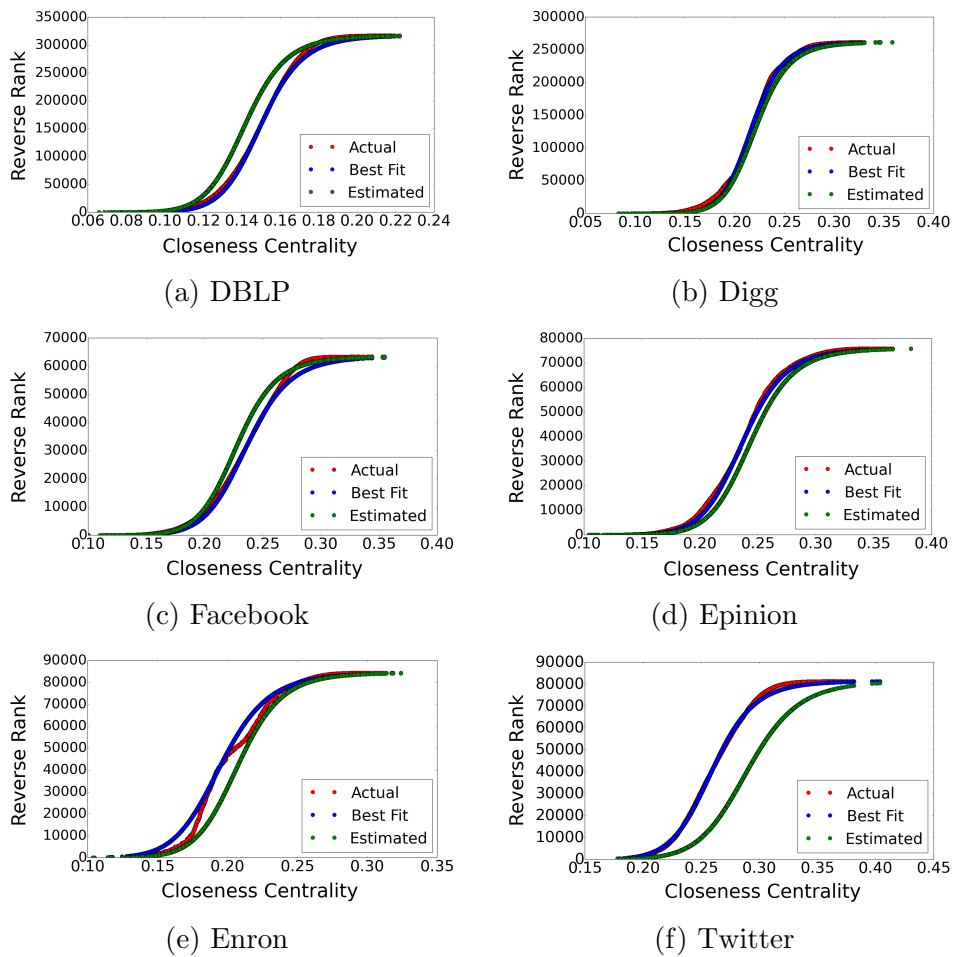 350000
300000
250000
200000
150000
100000
50000
0
0.06 0.08 0.10 0.12 0.14 0.16 0.18 0.20 0.22 0.24
Reverse Rank
Closeness Centrality
Actual
Best Fit
Estimated
(a) DBLP
300000
250000
200000
150000
100000
50000
0
0.05 0.10 0.15 0.20 0.25 0.30 0.35 0.40
Reverse Rank
Closeness Centrality
Actual
Best Fit
Estimated
(b) Digg
70000
60000
50000
40000
30000
20000
10000
0
0.10 0.15 0.20 0.25 0.30 0.35 0.40
Reverse Rank
Closeness Centrality
Actual
Best Fit
Estimated
(c) Facebook
80000
70000
60000
50000
40000
30000
20000
10000
0
0.10 0.15 0.20 0.25 0.30 0.35 0.40
Reverse Rank
Closeness Centrality
Actual
Best Fit
Estimated
(d) Epinion
90000
80000
70000
60000
50000
40000
30000
20000
10000
0
0.10 0.15 0.20 0.25 0.30 0.35
Reverse Rank
Closeness Centrality
Actual
Best Fit
Estimated
(e) Enron
90000
80000
70000
60000
50000
40000
30000
20000
10000
0
0.15 0.20 0.25 0.30 0.35 0.40 0.45
Reverse Rank
Closeness Centrality
Actual
Best Fit
Estimated
(f) Twitter